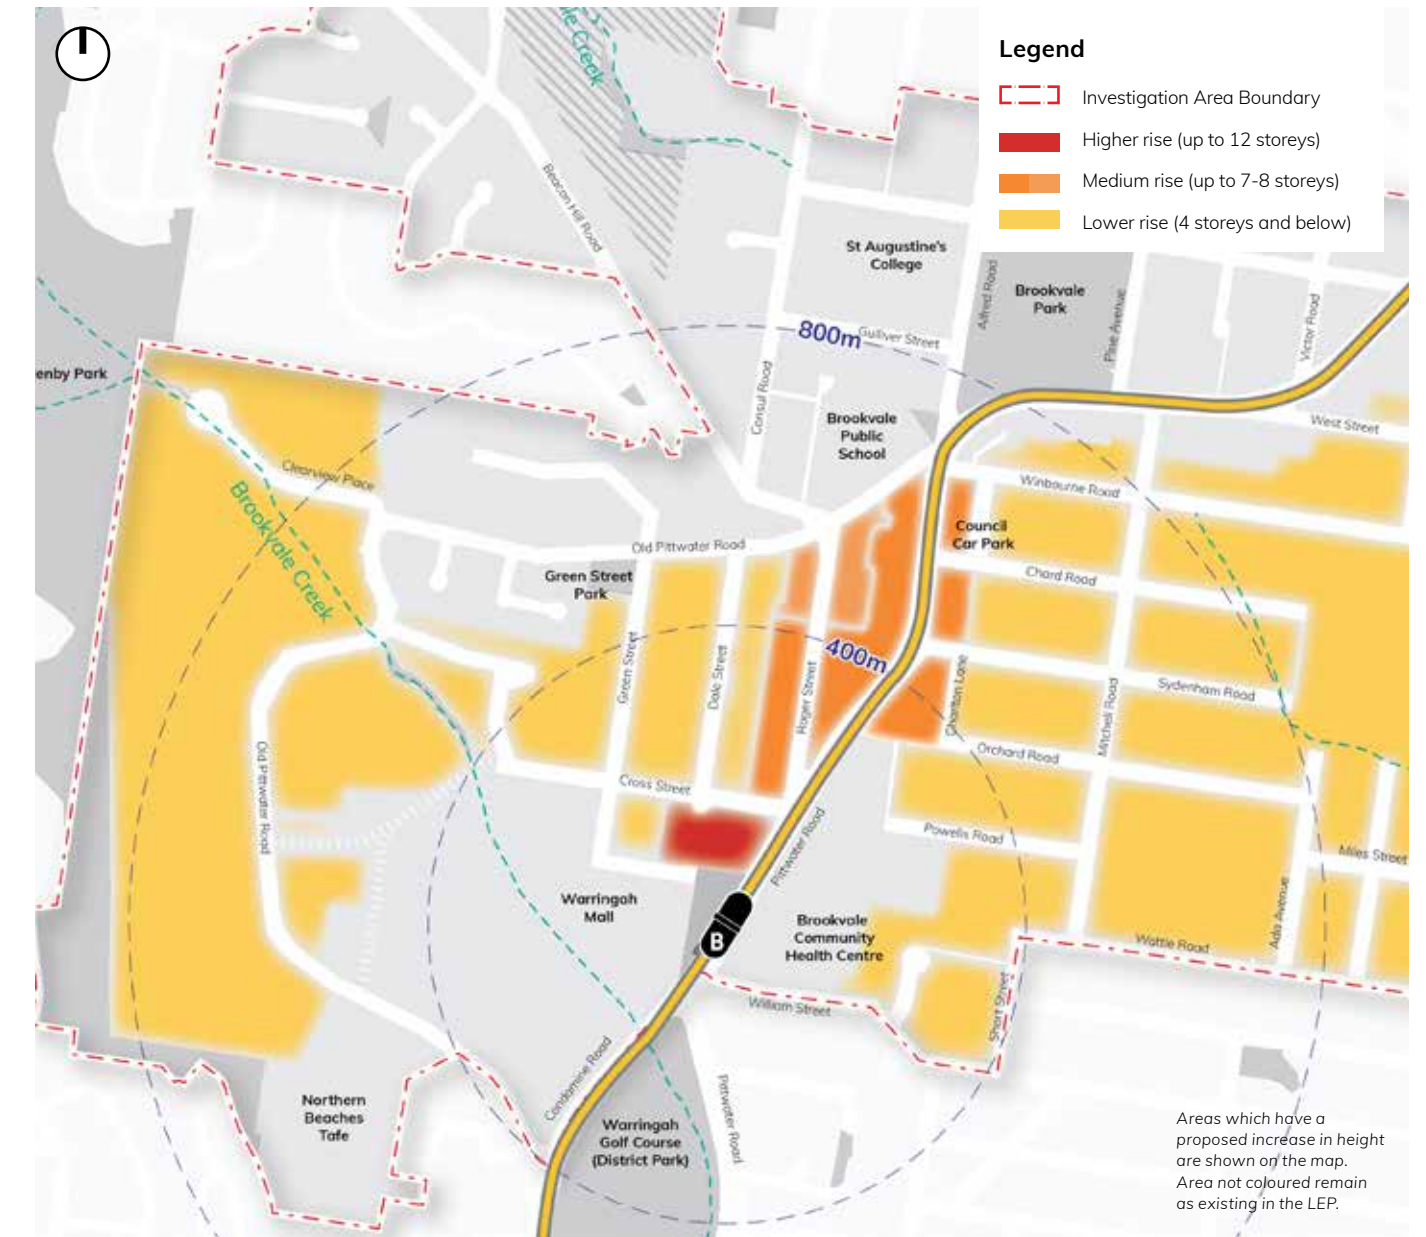 Legend
Investigation Area Boundary
Higher rise (up to 12 storeys)
Medium rise (up to 7-8 storeys)
Lower rise (4 storeys and below)
Creek
Beacon Hill Road
St Augustine's
College
Alfred Road
Brookvale
Park
Pine Avenue
Victor Road
800m
Gulliver Street
enby Park
Consul Road
Brookvale
Public
School
West Street
Clearview Place
Winbourne Road
Brookvale Creek
Council
Car Park
Old Pittwater Road
Green Street
Park
Chard Road
Green Street
Dale Street
400m
Roger Street
Charlton Lane
Sydenham Road
Mitchell Road
Old Pittwater Road
Orchard Road
Cross Street
Pittwater Road
Powells Road
Miles Street
Warringah
Mall
B
Brookvale
Community
Health Centre
Ada Avenue
Wattle Road
William Street
Short Street
Condamine Road
Northern
Beaches
Tafe
Warringah
Golf Course
(District Park)
Pittwater Road
Areas which have a
proposed increase in height
are shown on the map.
Area not coloured remain
as existing in the LEP.